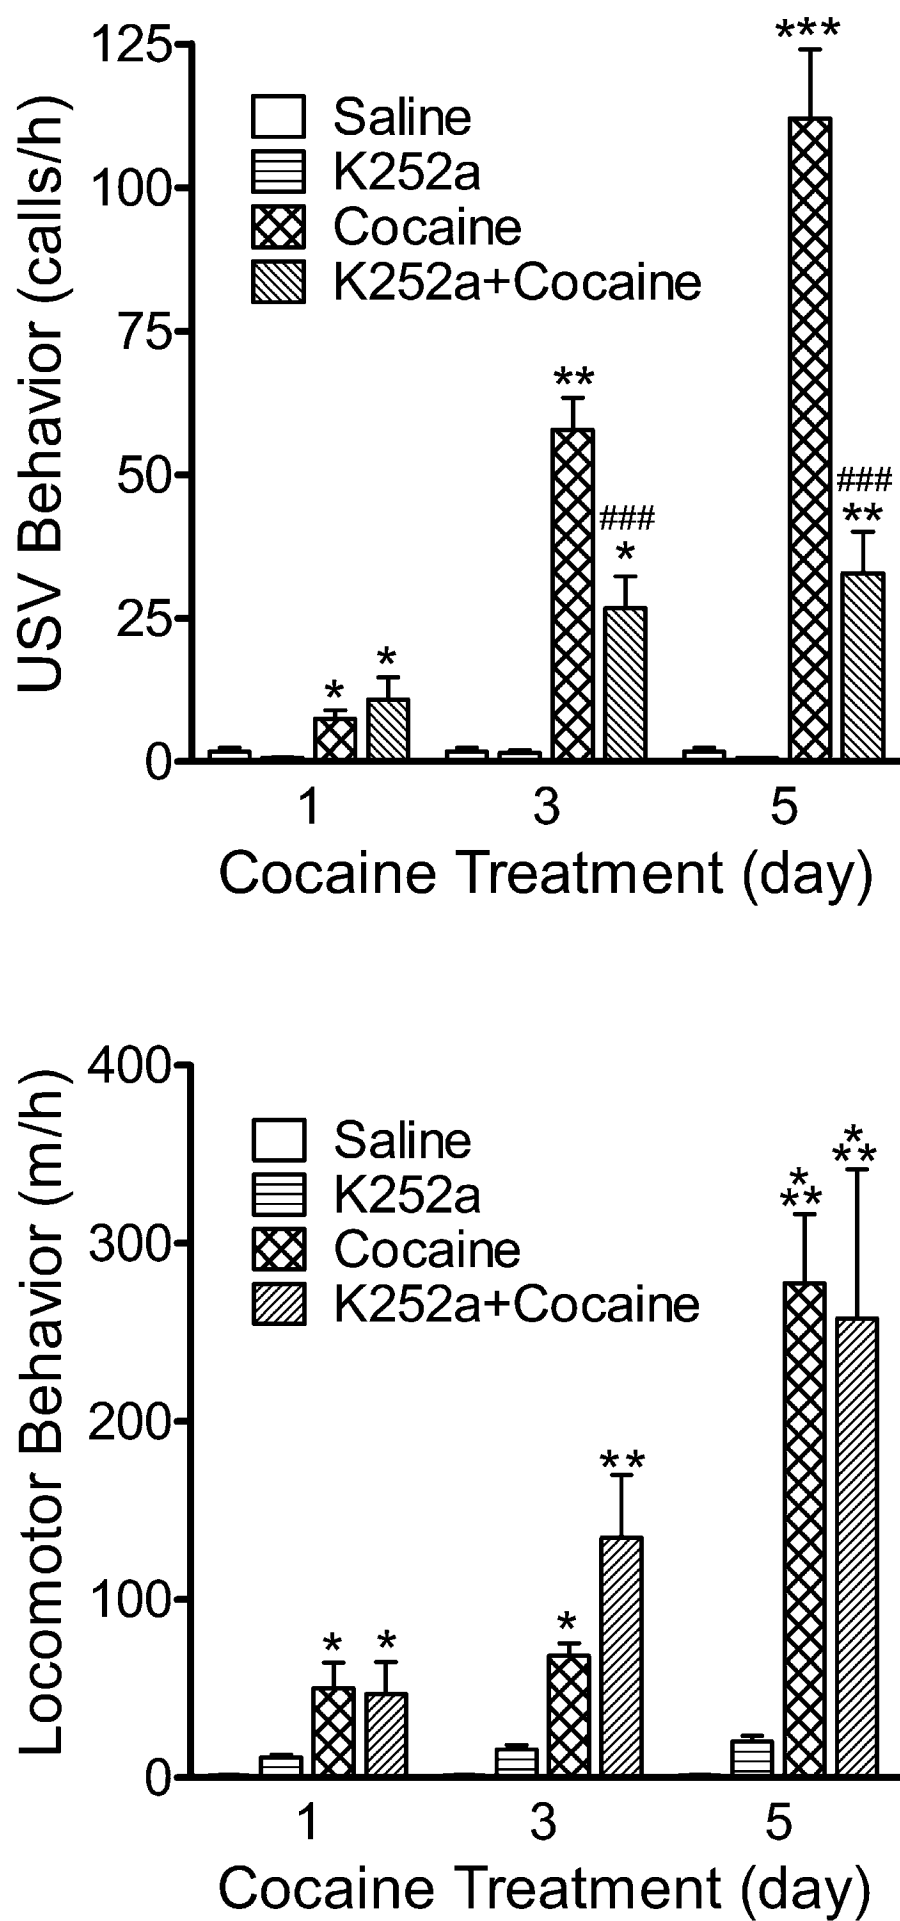 USV Behavior (calls/h)
125
100
75
50
25
0
Saline
K252a
Cocaine
K252a+Cocaine
*
*
**
###
*
***
###
**
1 3 5
Cocaine Treatment (day)
Locomotor Behavior (m/h)
400
300
200
100
0
Saline
K252a
Cocaine
K252a+Cocaine
*
*
*
**
*
**
*
**
1 3 5
Cocaine Treatment (day)